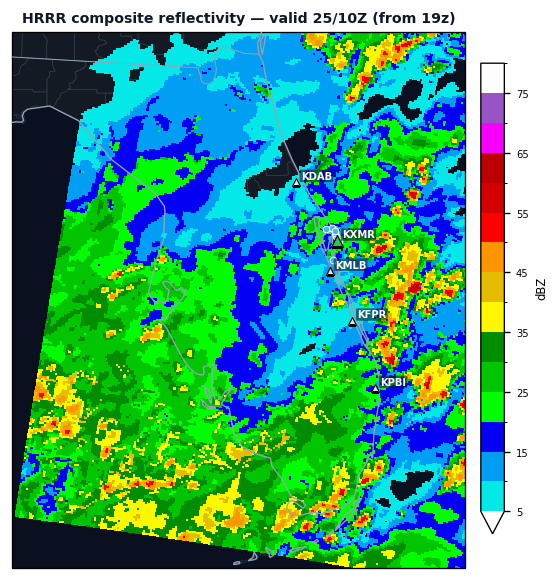 HRRR composite reflectivity — valid 25/10Z (from 19z)
KDAB
KXMR
KMLB
KFPR
KPBI
75
65
55
45
35
25
15
5
dBZ